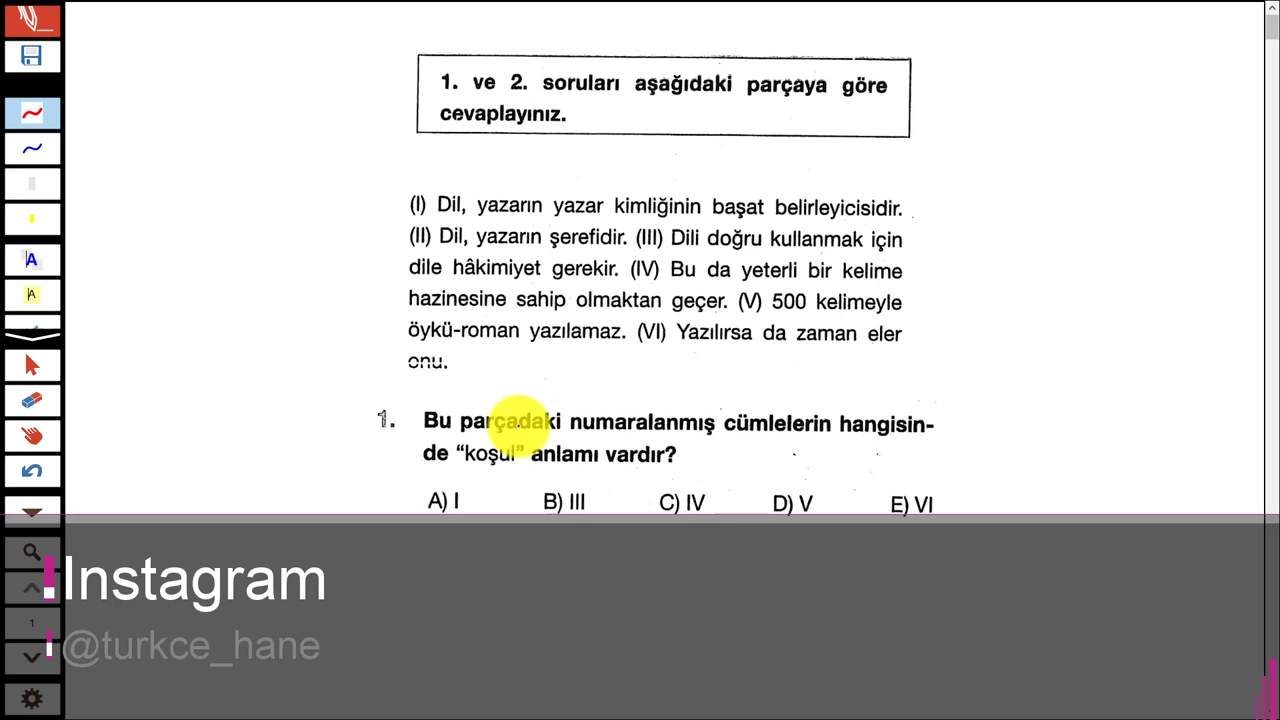 1. ve 2. soruları aşağıdaki parçaya göre
cevaplayınız.
(I) Dil, yazarın yazar kimliğinin başat belirleyicisidir.
(II) Dil, yazarın şerefidir. (III) Dili doğru kullanmak için
dile hâkimiyet gerekir. (IV) Bu da yeterli bir kelime
hazinesine sahip olmaktan geçer. (V) 500 kelimeyle
öykü-roman yazılamaz. (VI) Yazılırsa da zaman eler
onu.
1. Bu parçadaki numaralanmış cümlelerin hangisin-
de “koşul” anlamı vardır?
A) I B) III C) IV D) V E) VI
Instagram
@turkce_hane
A
A
1